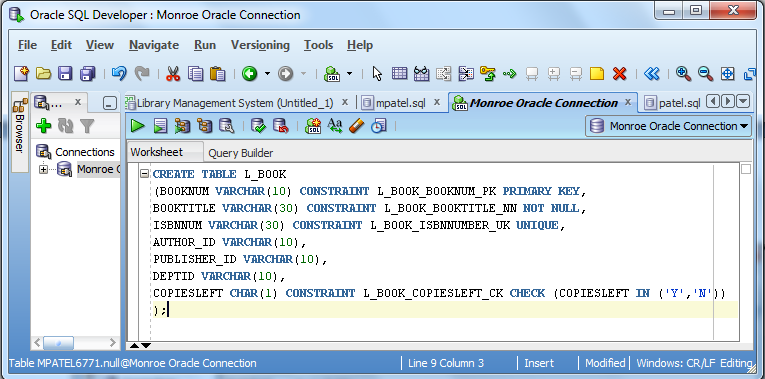 Oracle SQL Developer : Monroe Oracle Connection
File Edit View Navigate Run Versioning Tools Help
... Library Management System (Untitled_1) mpatel.sql Monroe Oracle Connection patel.sql
SQL Aa Monroe Oracle Connection
Browser
Connections
Monroe O
Worksheet Query Builder
CREATE TABLE L_BOOK
(BOOKNUM VARCHAR(10) CONSTRAINT L_BOOK_BOOKNUM_PK PRIMARY KEY,
BOOKTITLE VARCHAR(30) CONSTRAINT L_BOOK_BOOKTITLE_NN NOT NULL,
ISBNNUM VARCHAR(30) CONSTRAINT L_BOOK_ISBNNUMBER_UK UNIQUE,
AUTHOR_ID VARCHAR(10),
PUBLISHER_ID VARCHAR(10),
DEPTID VARCHAR(10),
COPIESLEFT CHAR(1) CONSTRAINT L_BOOK_COPIESLEFT_CK CHECK (COPIESLEFT IN ('Y','N'))
);
Table MPATEL6771.null@Monroe Oracle Connection Line 9 Column 3 Insert Modified Windows: CR/LF Editing